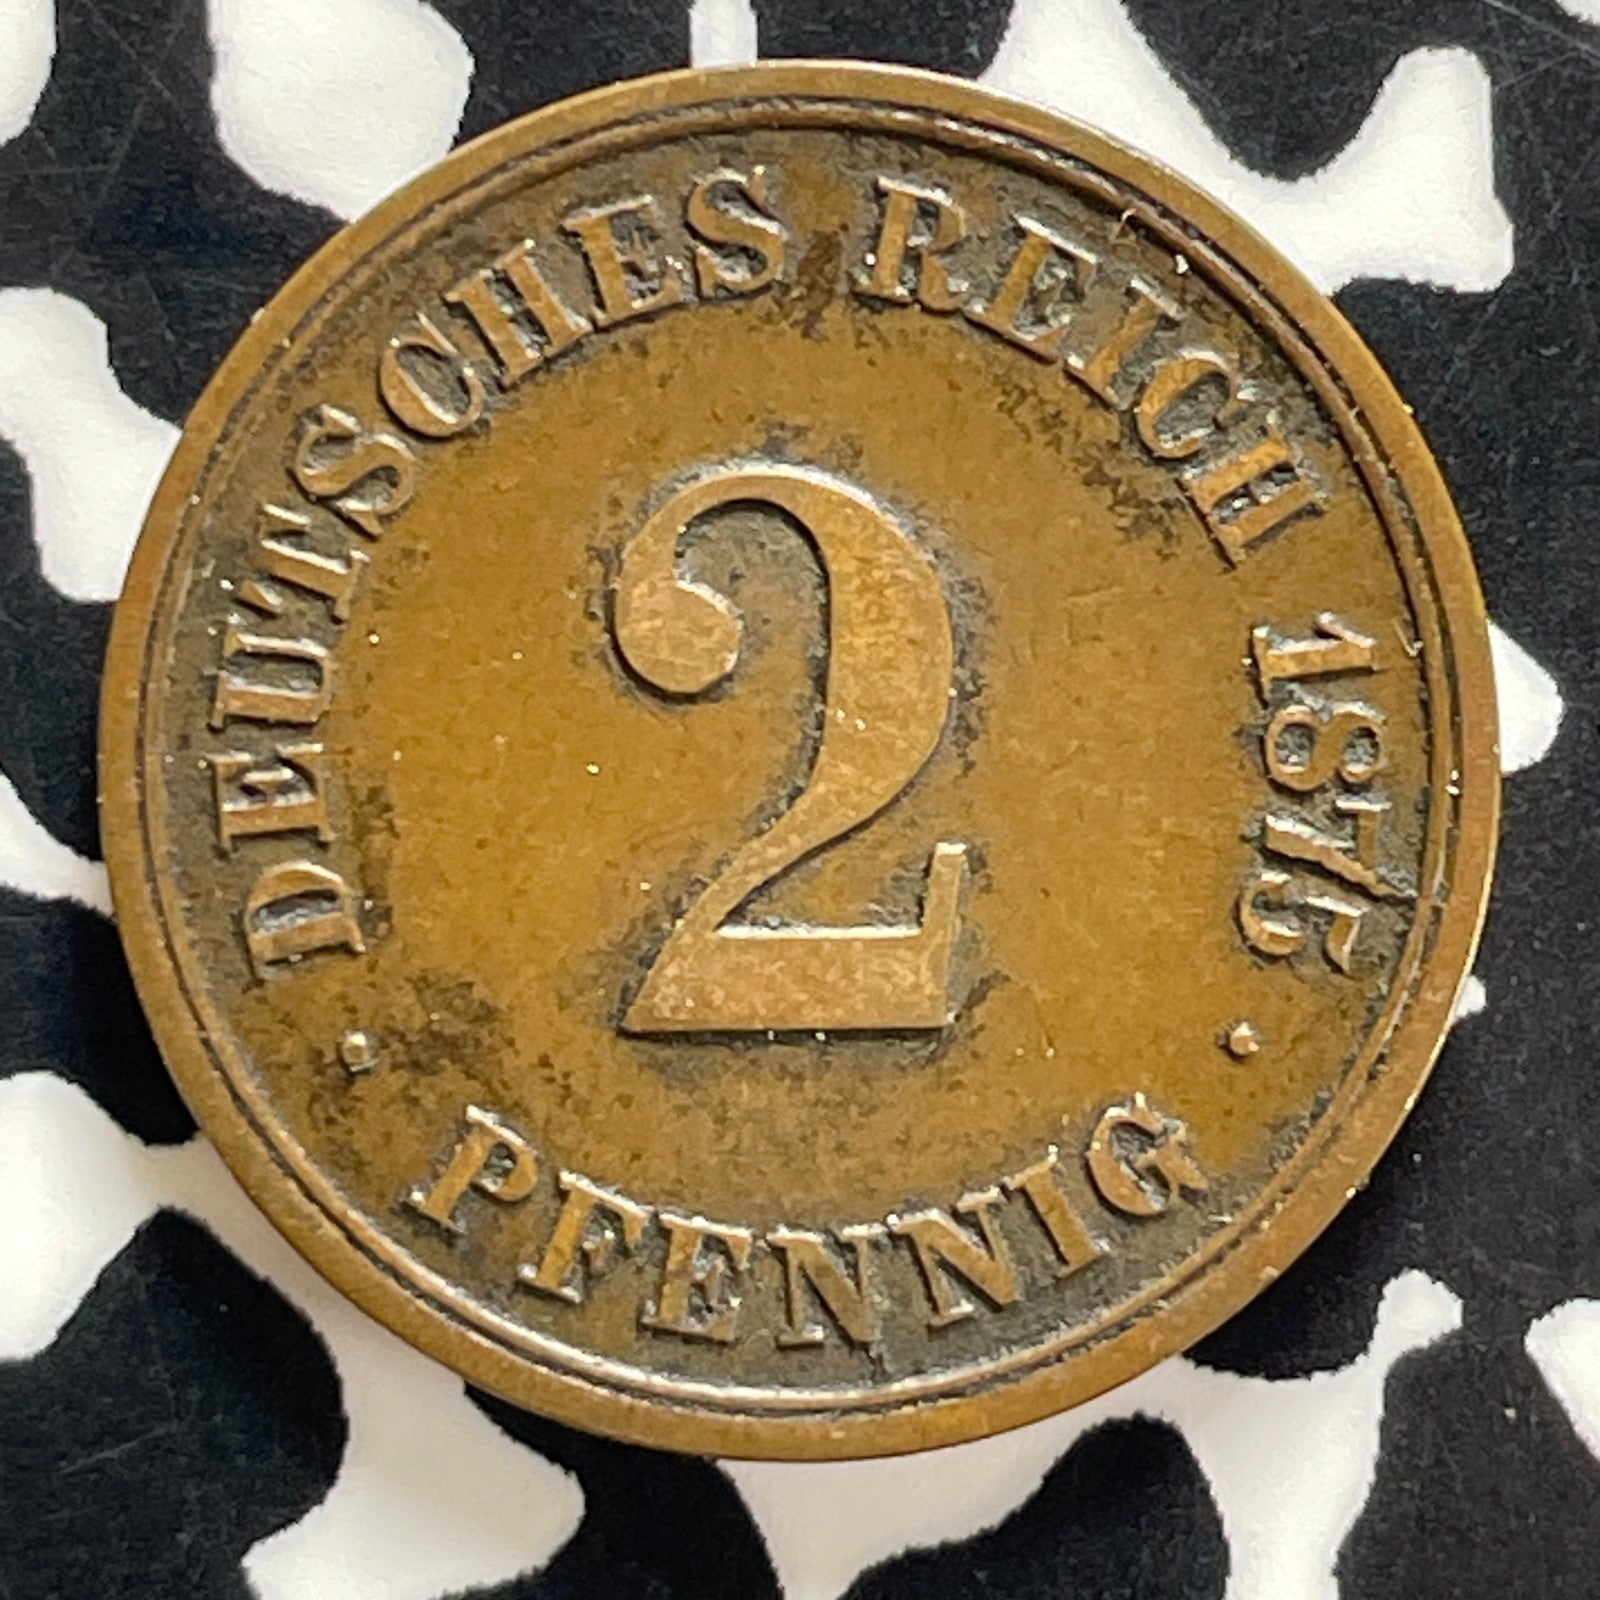 DEUTSCHES REICH 1875
2
· PFENNIG ·